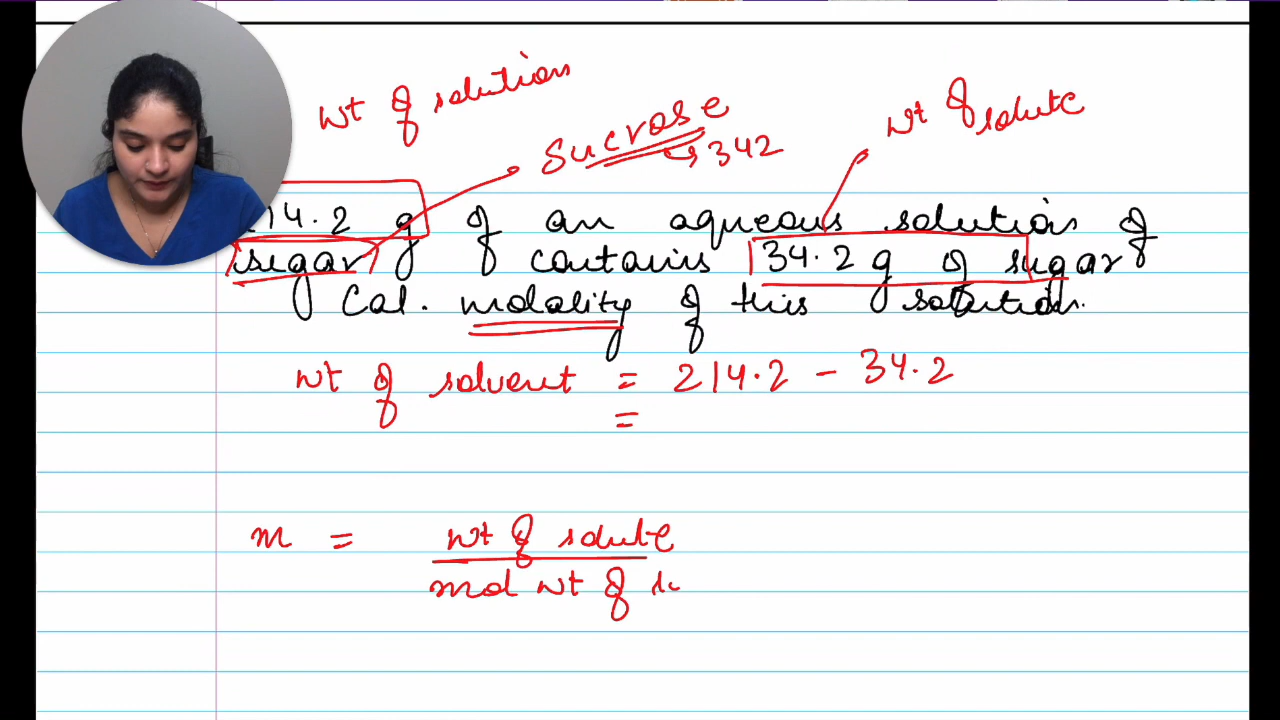 wt of solution
Sucrose → 342
wt of solute
14.2 g of an aqueous solution of
sugar of contains 34.2 g of sugar
Cal. molality of this solution.
wt of solvent = 214.2 - 34.2
=
m = wt of solute
mol wt of